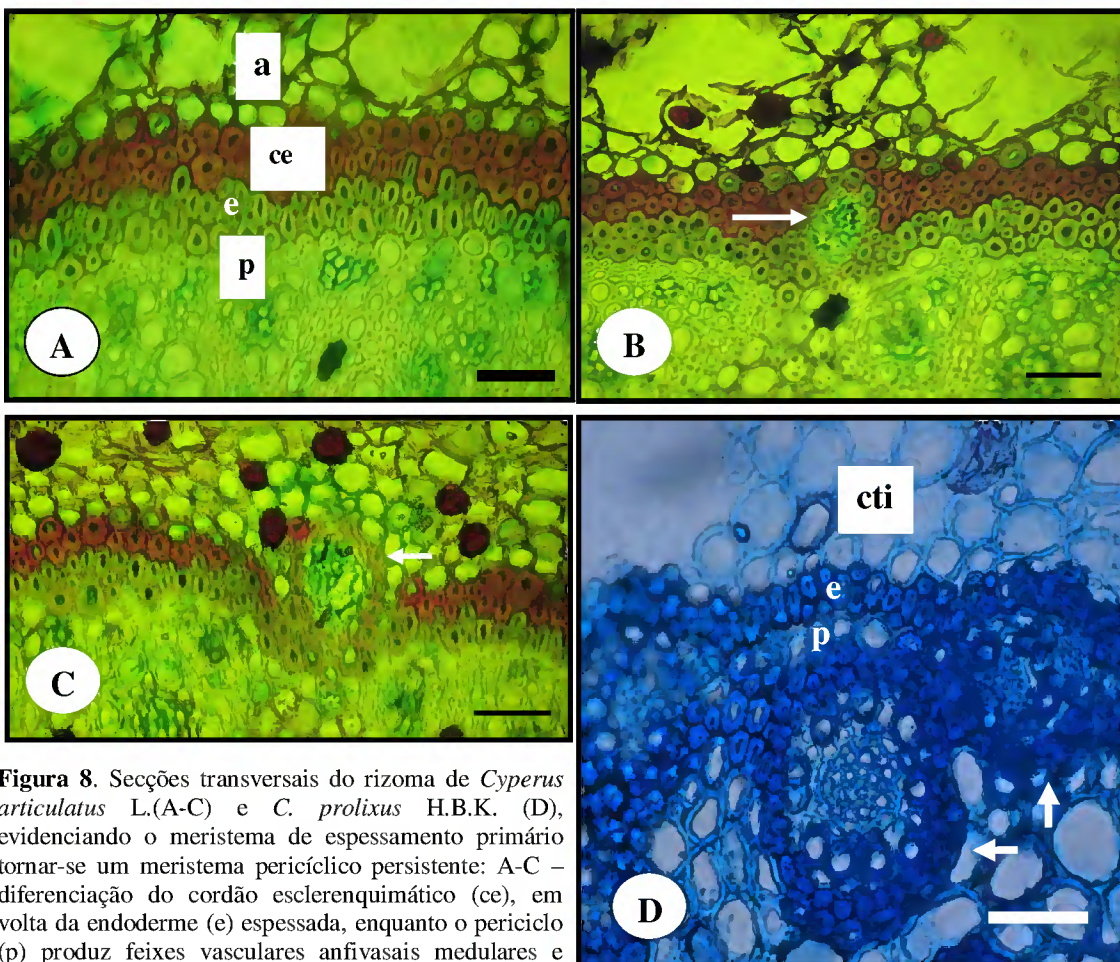 a
ce
e
p
A
B
C
cti
e
p
D
Figura 8. Secções transversais do rizoma de Cyperus
articulatus L.(A-C) e C. prolixus H.B.K. (D),
evidenciando o meristema de espessamento primário
tornar-se um meristema pericíclico persistente: A-C –
diferenciação do cordão esclerenquimático (ce), em
volta da endoderme (e) espessada, enquanto o periciclo
(p) produz feixes vasculares anfivasais medulares e